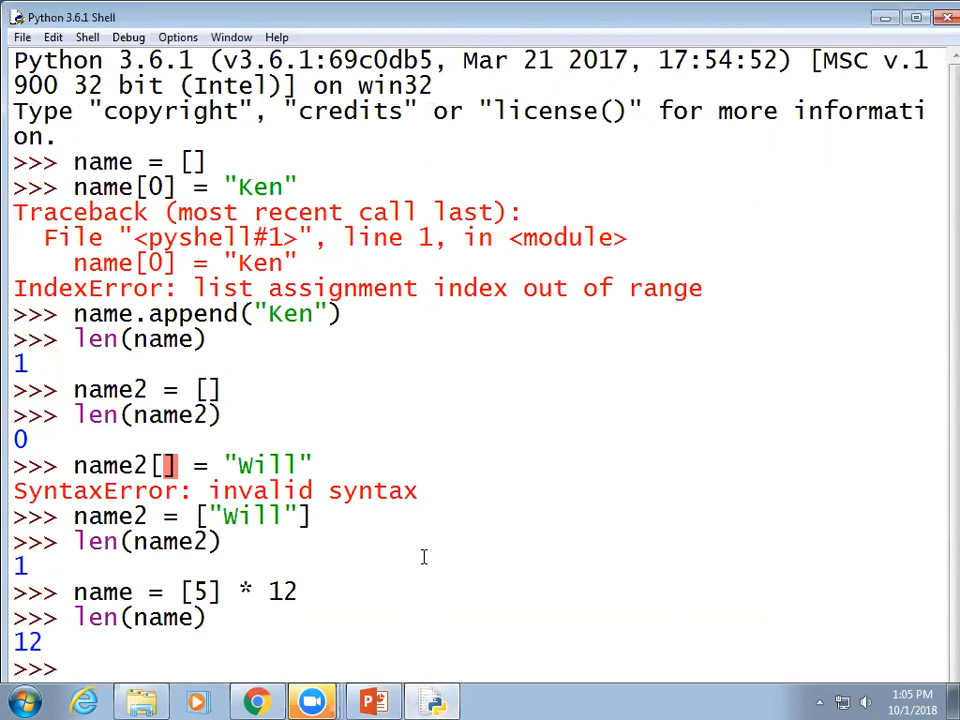 Python 3.6.1 Shell
File Edit Shell Debug Options Window Help
Python 3.6.1 (v3.6.1:69c0db5, Mar 21 2017, 17:54:52) [MSC v.1
900 32 bit (Intel)] on win32
Type "copyright", "credits" or "license()" for more informati
on.
>>> name = []
>>> name[0] = "Ken"
Traceback (most recent call last):
  File "<pyshell#1>", line 1, in <module>
    name[0] = "Ken"
IndexError: list assignment index out of range
>>> name.append("Ken")
>>> len(name)
1
>>> name2 = []
>>> len(name2)
0
>>> name2[] = "Will"
SyntaxError: invalid syntax
>>> name2 = ["Will"]
>>> len(name2)
1
>>> name = [5] * 12
>>> len(name)
12
>>>
1:05 PM
10/1/2018